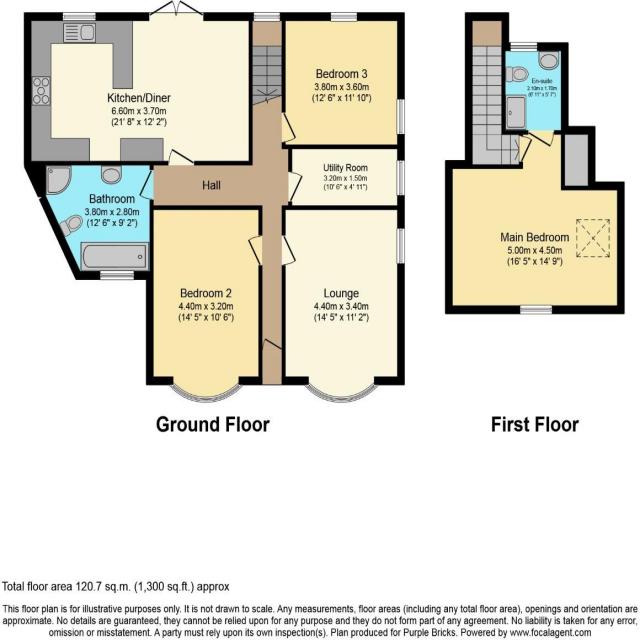 Kitchen/Diner
6.60m x 3.70m
(21' 8" x 12' 2")
Bedroom 3
3.80m x 3.60m
(12' 6" x 11' 10")
Utility Room
3.20m x 1.50m
(10' 6" x 4' 11")
Hall
Bathroom
3.80m x 2.80m
(12' 6" x 9' 2")
Bedroom 2
4.40m x 3.20m
(14' 5" x 10' 6")
Lounge
4.40m x 3.40m
(14' 5" x 11' 2")
En-suite
2.10m x 1.70m
(6' 11" x 5' 7")
Main Bedroom
5.00m x 4.50m
(16' 5" x 14' 9")
Ground Floor
First Floor
Total floor area 120.7 sq.m. (1,300 sq.ft.) approx
This floor plan is for illustrative purposes only. It is not drawn to scale. Any measurements, floor areas (including any total floor area), openings and orientation are
approximate. No details are guaranteed, they cannot be relied upon for any purpose and they do not form part of any agreement. No liability is taken for any error,
omission or misstatement. A party must rely upon its own inspection(s). Plan produced for Purple Bricks. Powered by www.focalagent.com